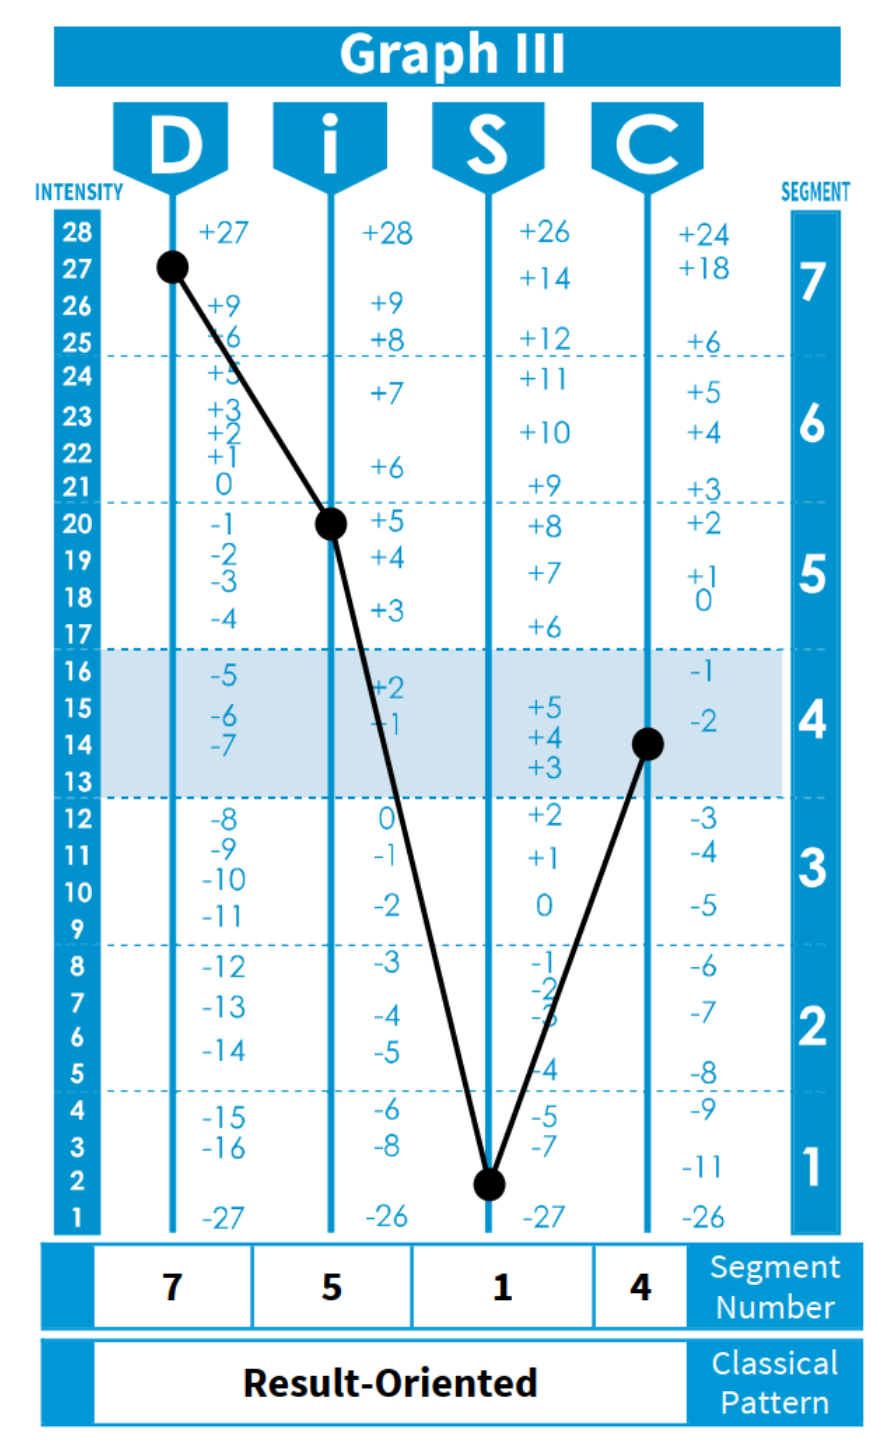 Graph III
D i S C
INTENSITY SEGMENT
28 +27 +28 +26 +24
27 +14 +18 7
26 +9 +9
25 +6 +8 +12 +6
24 +5 +7 +11 +5
23 +3 +10 +4 6
+2
22 +1 +6
21 0 +9 +3
20 -1 +5 +8 +2
19 -2 +4 +7 +1 5
18 -3 +3 0
17 -4 +6
16 -5 +2 -1
15 -6 +1 +5 -2 4
14 -7 +4
13 +3
12 -8 0 +2 -3
11 -9 -1 +1 -4 3
10 -10 -2 0 -5
9 -11
8 -12 -3 -1 -6
7 -13 -4 -2 -7 2
6 -14 -5 -3
5 -4 -8
4 -15 -6 -5 -9
3 -16 -8 -7 -11 1
2
1 -27 -26 -27 -26
7 5 1 4 Segment
Number
Result-Oriented Classical
Pattern